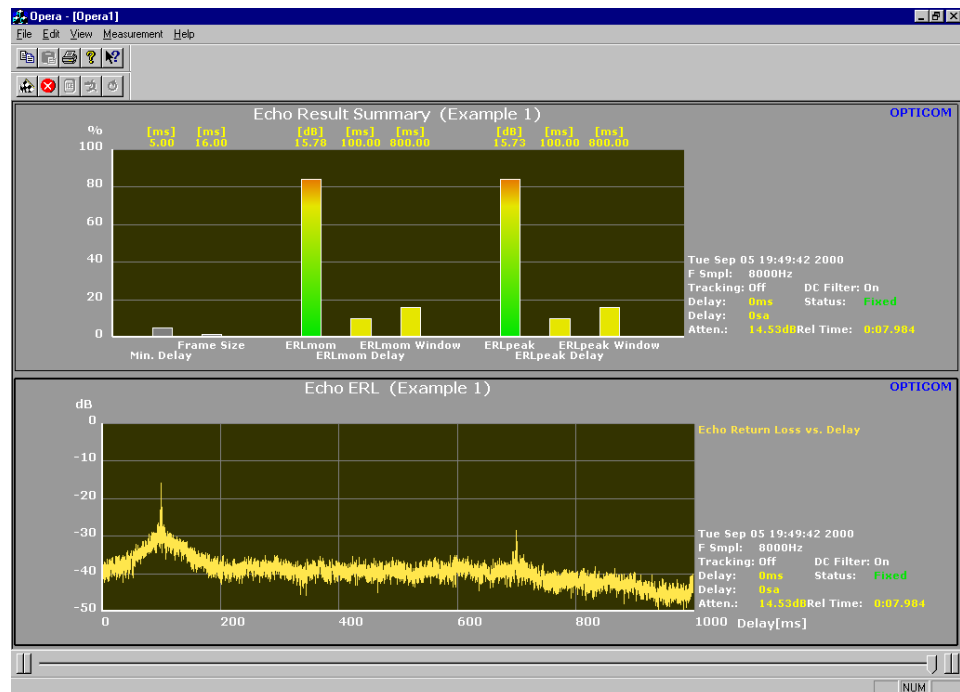 Opera - [Opera1]
File Edit View Measurement Help
Echo Result Summary (Example 1)
OPTICOM
% [ms] [ms] [dB] [ms] [ms] [dB] [ms] [ms]
5.00 16.00 15.78 100.00 800.00 15.73 100.00 800.00
100
80
60
40
20
0
Frame Size ERLmom ERLmom Window ERLpeak ERLpeak Window
Min. Delay ERLmom Delay ERLpeak Delay
Tue Sep 05 19:49:42 2000
F Smpl: 8000Hz
Tracking: Off DC Filter: On
Delay: 0ms Status: Fixed
Delay: 0sa
Atten.: 14.53dB Rel Time: 0:07.984
Echo ERL (Example 1)
OPTICOM
dB
0
-10
-20
-30
-40
-50
0 200 400 600 800 1000 Delay[ms]
Echo Return Loss vs. Delay
Tue Sep 05 19:49:42 2000
F Smpl: 8000Hz
Tracking: Off DC Filter: On
Delay: 0ms Status: Fixed
Delay: 0sa
Atten.: 14.53dB Rel Time: 0:07.984
NUM